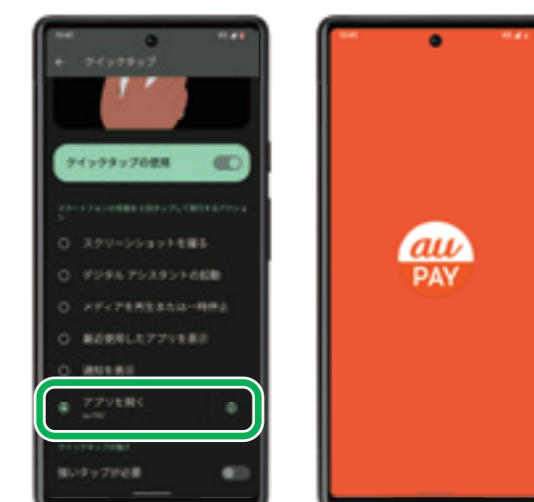 クイックタップ
クイックタップの使用
スクリーンショットを撮る
デジタル アシスタントの起動
メディアを再生または一時停止
最近使用したアプリを表示
通知を表示
アプリを開く
au PAY
強いタップが必要
au
PAY